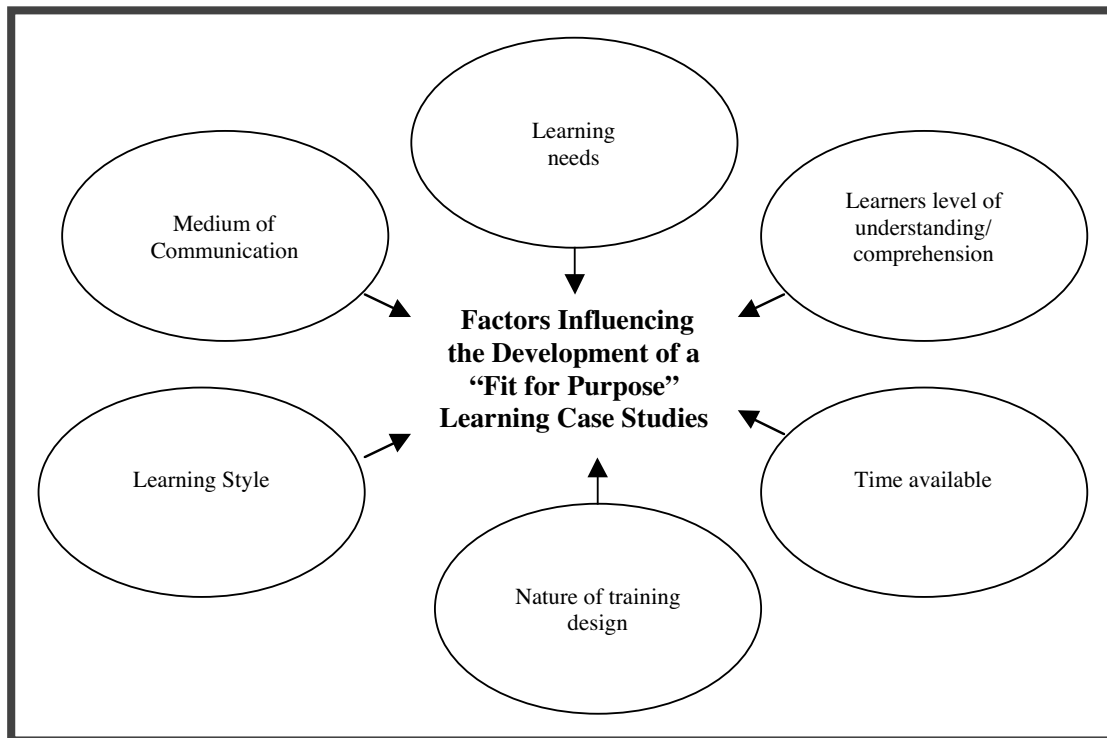 Learning
needs
Medium of
Communication
Learners level of
understanding/
comprehension
Factors Influencing
the Development of a
“Fit for Purpose”
Learning Case Studies
Learning Style
Time available
Nature of training
design